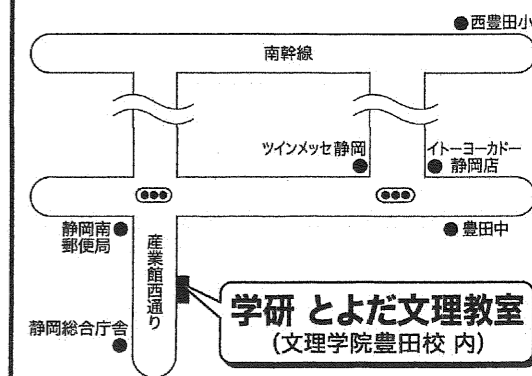 西豊田小
南幹線
ツインメッセ静岡
イトーヨーカドー
静岡店
静岡南
郵便局
豊田中
産業館西通り
静岡総合庁舎
学研 とよだ文理教室
(文理学院豊田校 内)